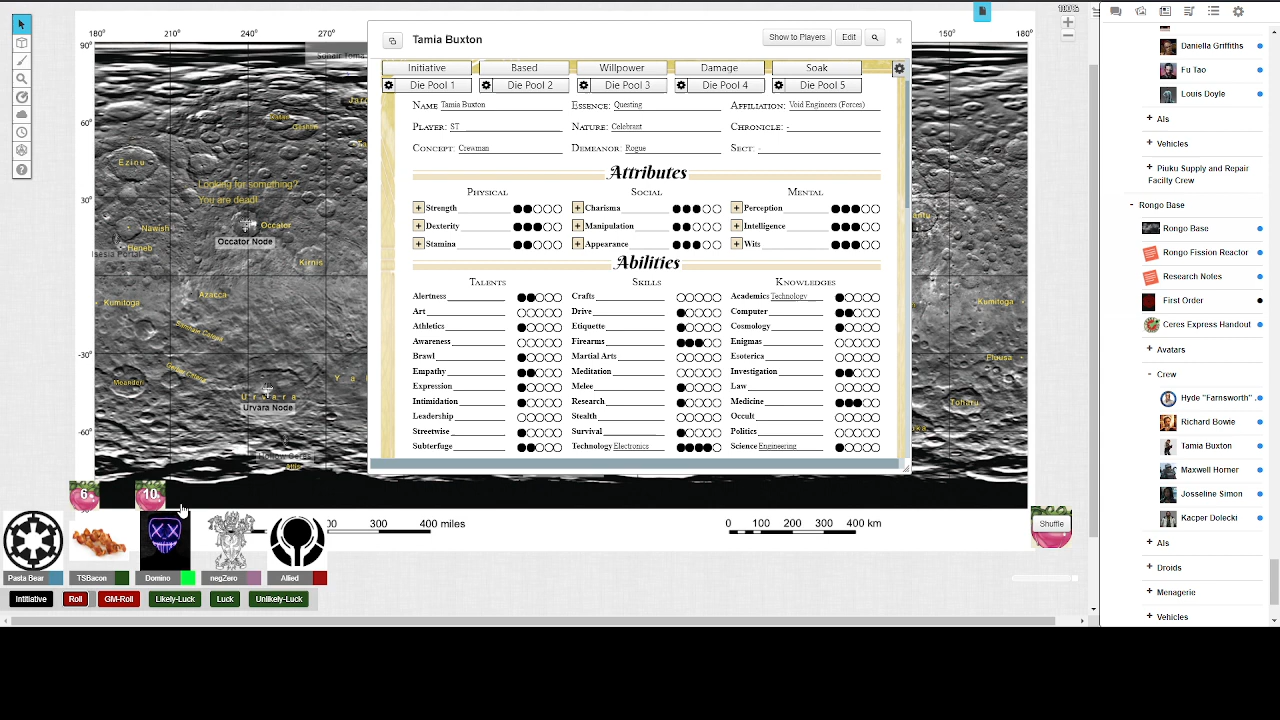 180°
210°
240°
270°
150°
180°
100%
90°
60°
30°
-30°
-60°
Ezinu
Nawish
Heneb
Kumitoga
Azacca
Occator
Occator Node
Kirnis
Meanderi
Urvara
Urvara Node
Looking for something?
You are dead!
Kumitoga
Toharu
Tamia Buxton
Show to Players
Edit
Initiative
Based
Willpower
Damage
Soak
Die Pool 1
Die Pool 2
Die Pool 3
Die Pool 4
Die Pool 5
Name Tamia Buxton
Essence: Questing
Affiliation: Void Engineers (Forces)
Player: ST
Nature: Celebrant
Chronicle: -
Concept: Crewman
Demeanor: Rogue
Sect: -
Attributes
Physical
Social
Mental
Strength
Charisma
Perception
Dexterity
Manipulation
Intelligence
Stamina
Appearance
Wits
Abilities
Talents
Skills
Knowledges
Alertness
Crafts
Academics Technology
Art
Drive
Computer
Athletics
Etiquette
Cosmology
Awareness
Firearms
Enigmas
Brawl
Martial Arts
Esoterica
Empathy
Meditation
Investigation
Expression
Melee
Law
Intimidation
Research
Medicine
Leadership
Stealth
Occult
Streetwise
Survival
Politics
Subterfuge
Technology Electronics
Science Engineering
6
10
300
400 miles
0
100
200
300
400 km
Shuffle
Pasta Bear
TSBacon
Domino
negZero
Allied
Intitiative
Roll
GM-Roll
Likely-Luck
Luck
Unlikely-Luck
Daniella Griffiths
Fu Tao
Louis Doyle
AIs
Vehicles
Piuku Supply and Repair
Facility Crew
Rongo Base
Rongo Base
Rongo Fission Reactor
Research Notes
First Order
Ceres Express Handout
Avatars
Crew
Hyde "Farnsworth" .
Richard Bowie
Tamia Buxton
Maxwell Horner
Josseline Simon
Kacper Dolecki
AIs
Droids
Menagerie
Vehicles